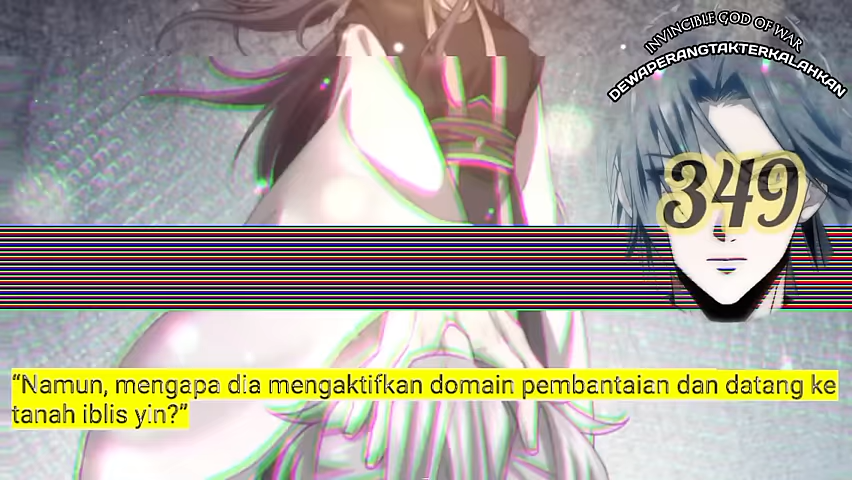 INVINCIBLE GOD OF WAR
DEWAPERANGTAKTERKALAHKAN
349
“Namun, mengapa dia mengaktifkan domain pembantaian dan datang ke
tanah iblis yin?”